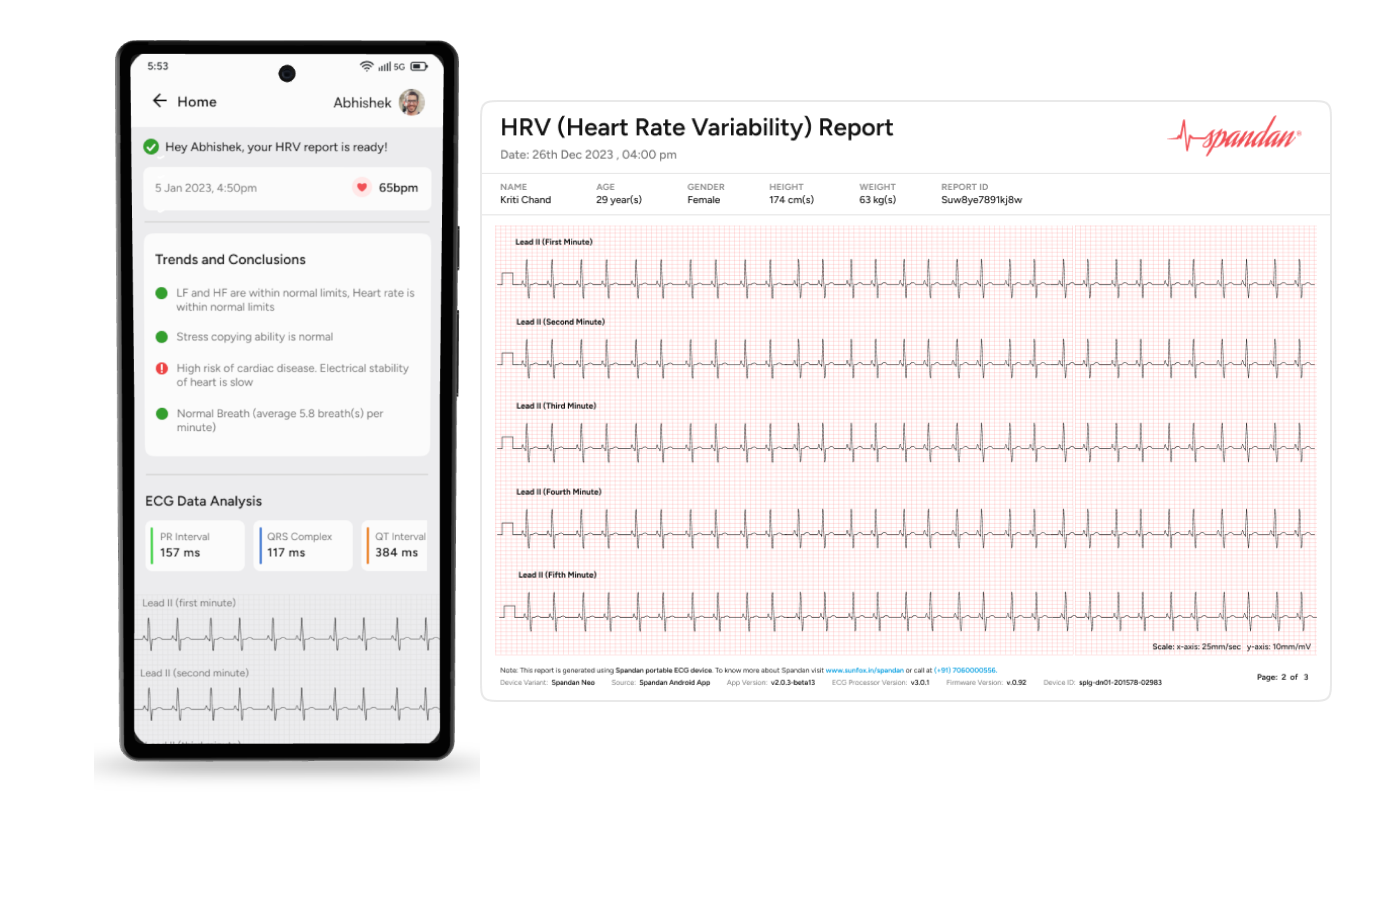 5:53
5G
Home
Abhishek
Hey Abhishek, your HRV report is ready!
5 Jan 2023, 4:50pm
65bpm
Trends and Conclusions
LF and HF are within normal limits, Heart rate is
within normal limits
Stress copying ability is normal
High risk of cardiac disease. Electrical stability
of heart is slow
Normal Breath (average 5.8 breath(s) per
minute)
ECG Data Analysis
PR Interval
157 ms
QRS Complex
117 ms
QT Interval
384 ms
Lead II (first minute)
Lead II (second minute)
HRV (Heart Rate Variability) Report
Date: 26th Dec 2023 , 04:00 pm
spandan®
NAME AGE GENDER HEIGHT WEIGHT REPORT ID
Kriti Chand 29 year(s) Female 174 cm(s) 63 kg(s) Suw8ye7891kj8w
Lead II (First Minute)
Lead II (Second Minute)
Lead II (Third Minute)
Lead II (Fourth Minute)
Lead II (Fifth Minute)
Scale: x-axis: 25mm/sec y-axis: 10mm/mV
Note: This report is generated using Spandan portable ECG device. To know more about Spandan visit www.sunfox.in/spandan or call at (+91) 7060000556.
Device Variant: Spandan Neo Source: Spandan Android App App Version: v2.0.3-beta13 ECG Processor Version: v3.0.1 Firmware Version: v.0.92 Device ID: splg-dm01-201578-02983
Page: 2 of 3